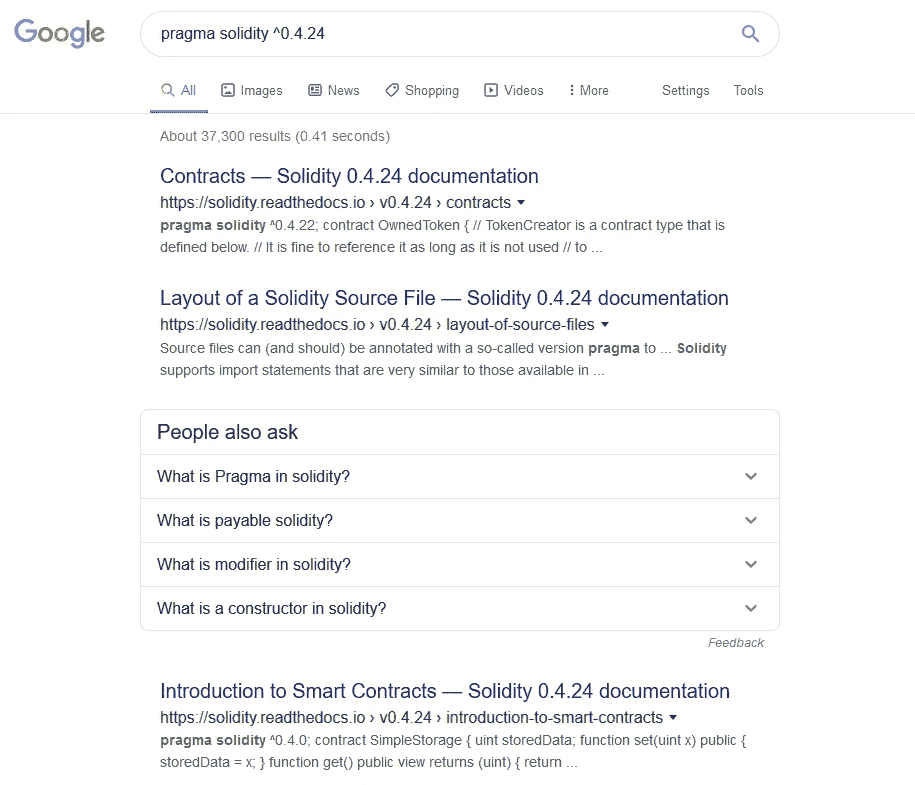 Google
pragma solidity ^0.4.24
All Images News Shopping Videos More Settings Tools
About 37,300 results (0.41 seconds)
Contracts — Solidity 0.4.24 documentation
https://solidity.readthedocs.io › v0.4.24 › contracts
pragma solidity ^0.4.22; contract OwnedToken { // TokenCreator is a contract type that is
defined below. // It is fine to reference it as long as it is not used // to ...
Layout of a Solidity Source File — Solidity 0.4.24 documentation
https://solidity.readthedocs.io › v0.4.24 › layout-of-source-files
Source files can (and should) be annotated with a so-called version pragma to ... Solidity
supports import statements that are very similar to those available in ...
People also ask
What is Pragma in solidity?
What is payable solidity?
What is modifier in solidity?
What is a constructor in solidity?
Feedback
Introduction to Smart Contracts — Solidity 0.4.24 documentation
https://solidity.readthedocs.io › v0.4.24 › introduction-to-smart-contracts
pragma solidity ^0.4.0; contract SimpleStorage { uint storedData; function set(uint x) public {
storedData = x; } function get() public view returns (uint) { return ...